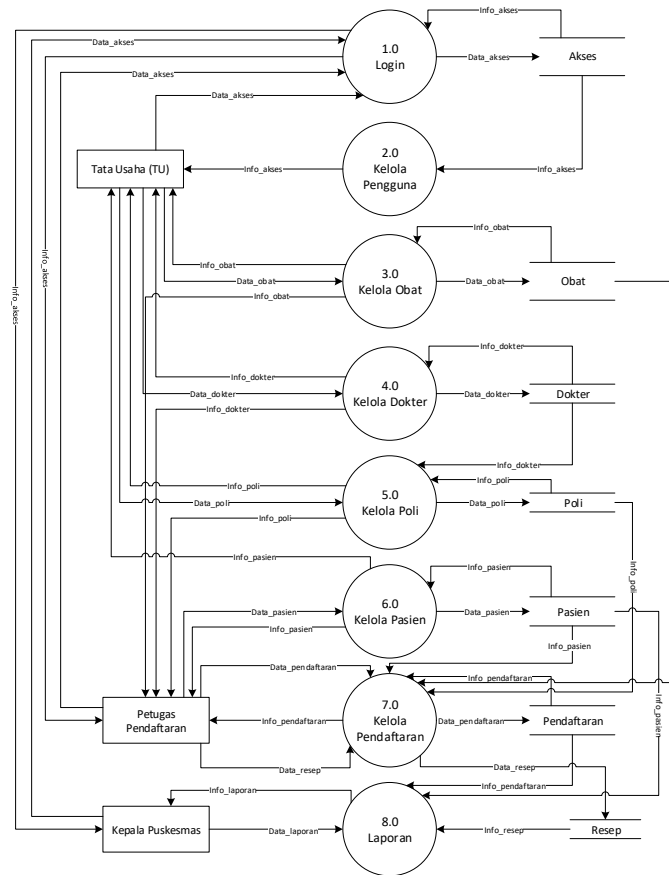 Info_akses
Data_akses
1.0
Login
Data_akses
Akses
Info_akses
Data_akses
Data_akses
2.0
Kelola
Pengguna
Tata Usaha (TU)
Info_akses
Info_akses
Info_akses
Info_akses
Info_obat
Info_obat
3.0
Kelola Obat
Data_obat
Data_obat
Obat
Info_obat
Info_dokter
Info_dokter
4.0
Kelola Dokter
Data_dokter
Data_dokter
Dokter
Info_dokter
Info_dokter
Info_poli
Info_poli
5.0
Kelola Poli
Data_poli
Data_poli
Poli
Info_poli
Info_poli
Info_pasien
Info_pasien
6.0
Kelola Pasien
Data_pasien
Data_pasien
Pasien
Info_pasien
Info_pasien
Data_pendaftaran
Info_pendaftaran
7.0
Kelola
Pendaftaran
Petugas
Pendaftaran
Info_pendaftaran
Data_pendaftaran
Pendaftaran
Info_pasien
Data_resep
Data_resep
Info_pendaftaran
Info_laporan
8.0
Laporan
Kepala Puskesmas
Data_laporan
Info_resep
Resep